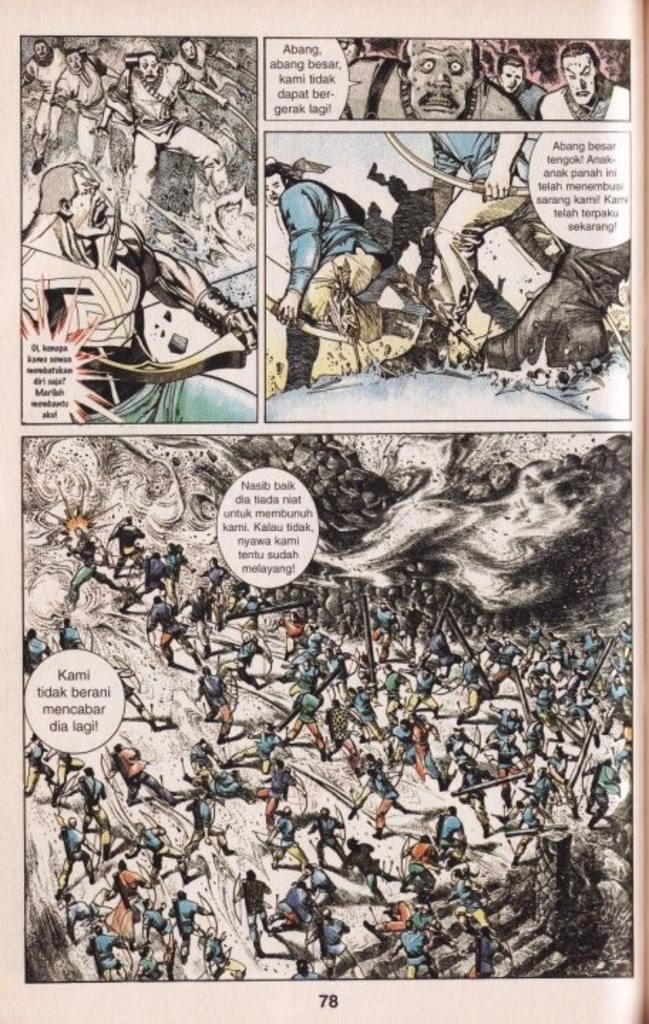 Abang,
abang besar,
kami tidak
dapat ber-
gerak lagi!
Oi, kenapa
kamu semua
membatukan
diri saja?
Marilah
membantu
aku!
Abang besar
tengok! Anak-
anak panah ini
telah menembusi
sarang kami! Kami
telah terpaku
sekarang!
Nasib baik
dia tiada niat
untuk membunuh
kami. Kalau tidak,
nyawa kami
tentu sudah
melayang!
Kami
tidak berani
mencabar
dia lagi!
78